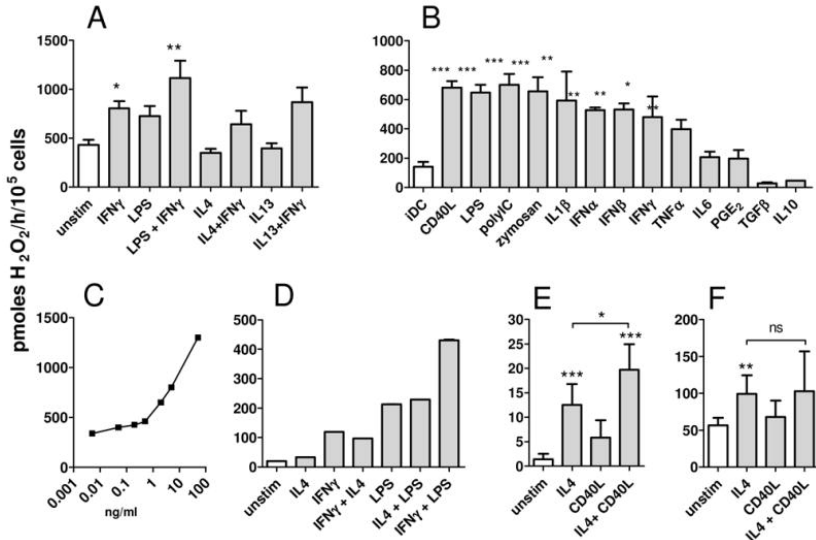 A
1500
1000
500
0
*
**
unstim
IFNγ
LPS
LPS + IFNγ
IL4
IL4+IFNγ
IL13
IL13+IFNγ
B
1000
800
600
400
200
0
*** *** *** *** ** ** ** * **
iDC
CD40L
LPS
polyIC
zymosan
IL1β
IFNα
IFNβ
IFNγ
TNFα
IL6
PGE2
TGFβ
IL10
pmoles H2O2/h/10^5 cells
C
1500
1000
500
0
0.001
0.01
0.1
1
10
100
ng/ml
D
500
400
300
200
100
0
unstim
IL4
IFNγ
IFNγ + IL4
LPS
IL4 + LPS
IFNγ + LPS
E
30
25
20
15
10
5
0
*
***
***
unstim
IL4
CD40L
IL4+ CD40L
F
200
150
100
50
0
ns
**
unstim
IL4
CD40L
IL4 + CD40L